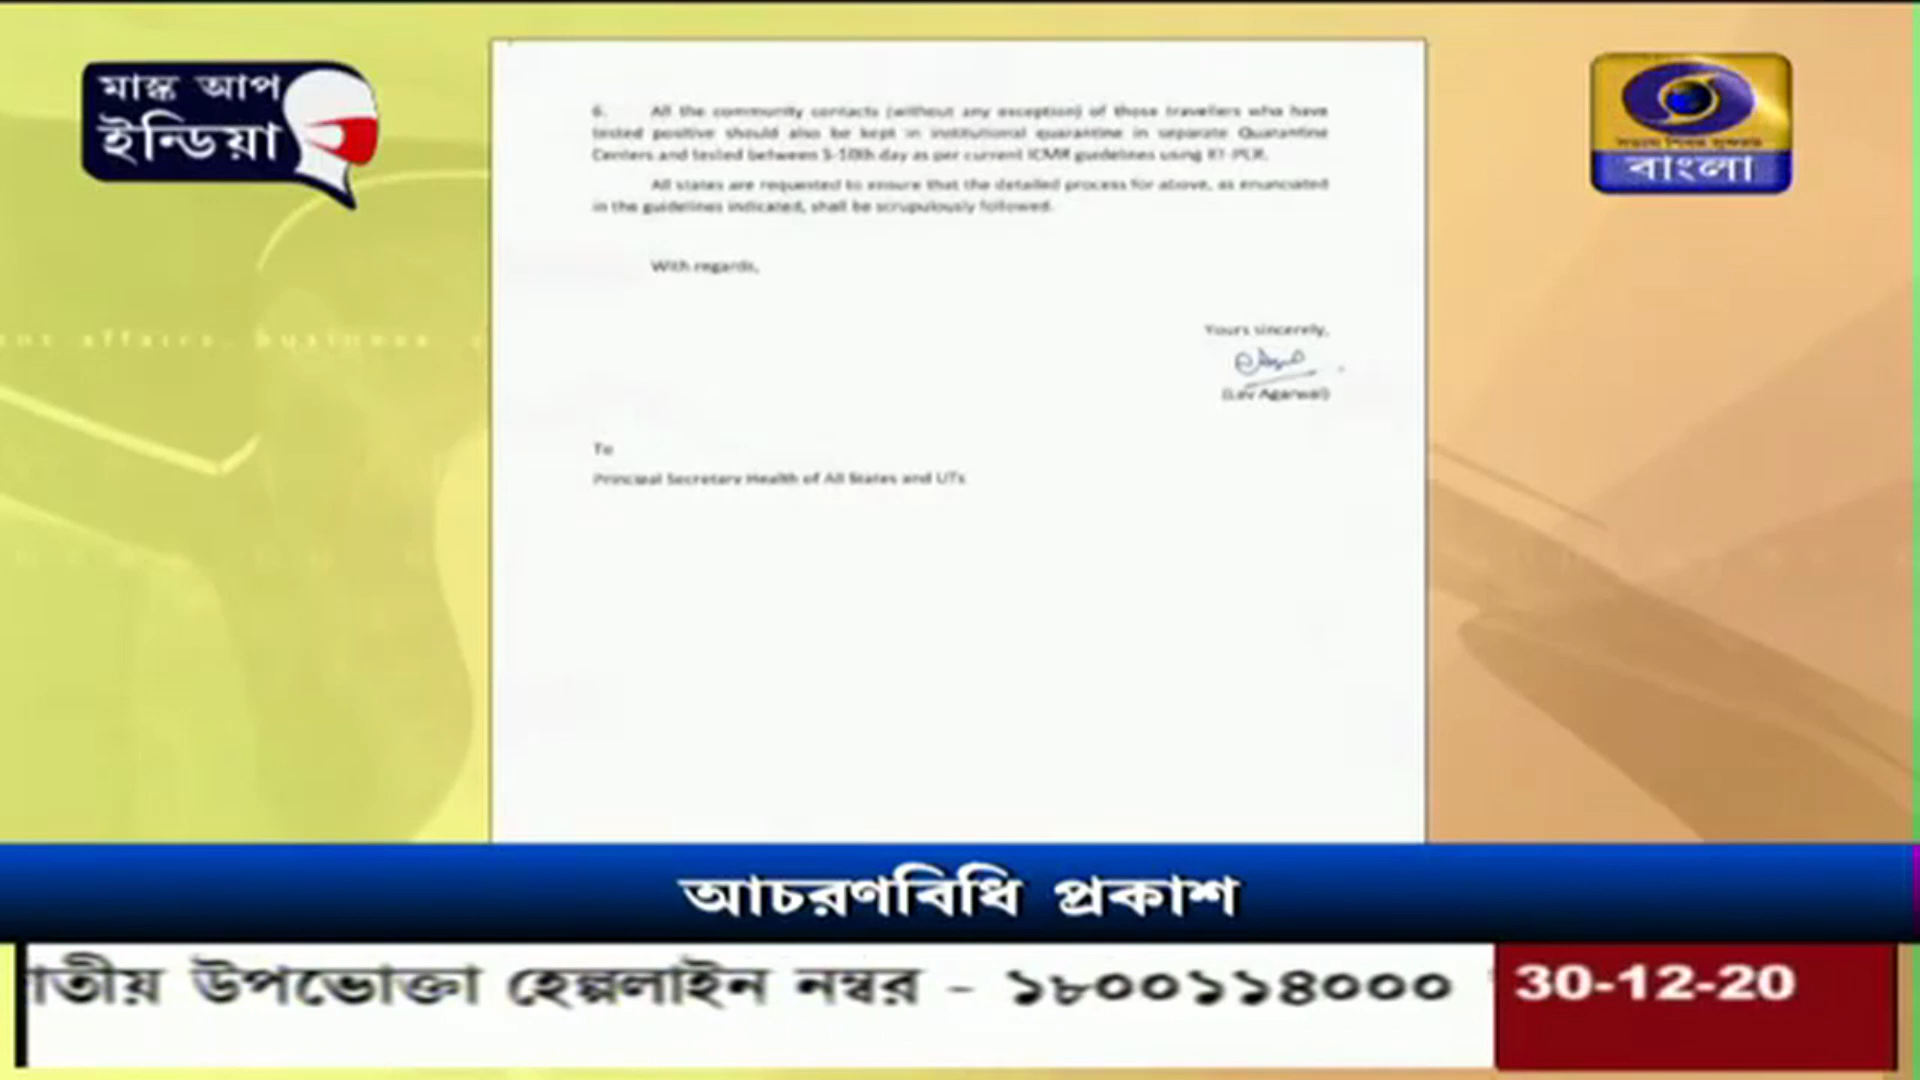 মাস্ক আপ
ইন্ডিয়া
6. All the community contacts (without any exception) of those travellers who have
tested positive should also be kept in institutional quarantine in separate Quarantine
Centers and tested between 5-10th day as per current ICMR guidelines using RT-PCR.
All states are requested to ensure that the detailed process for above, as enunciated
in the guidelines indicated, shall be scrupulously followed.
With regards,
Yours sincerely,
(Lav Agarwal)
To
Principal Secretary Health of All States and UTs
বাংলা
business
আচরণবিধি প্রকাশ
াতীয় উপভোক্তা হেল্পলাইন নম্বর - ১৮০০১১৪০০০
30-12-20